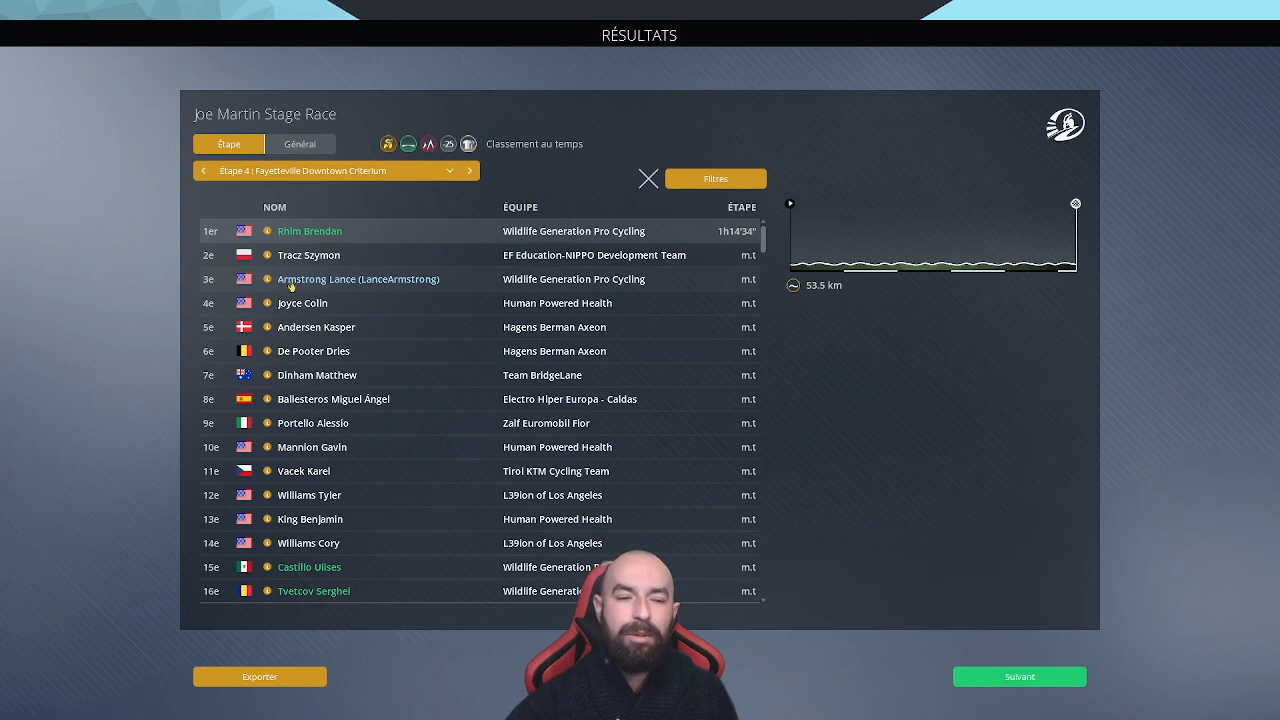 RÉSULTATS
Joe Martin Stage Race
Étape Général -25 Classement au temps
Étape 4 : Fayetteville Downtown Criterium
Filtres
NOM ÉQUIPE ÉTAPE
1er Rhim Brendan Wildlife Generation Pro Cycling 1h14'34"
2e Tracz Szymon EF Education-NIPPO Development Team m.t
3e Armstrong Lance (LanceArmstrong) Wildlife Generation Pro Cycling m.t
53.5 km
4e Joyce Colin Human Powered Health m.t
5e Andersen Kasper Hagens Berman Axeon m.t
6e De Pooter Dries Hagens Berman Axeon m.t
7e Dinham Matthew Team BridgeLane m.t
8e Ballesteros Miguel Ángel Electro Hiper Europa - Caldas m.t
9e Portello Alessio Zalf Euromobil Fior m.t
10e Mannion Gavin Human Powered Health m.t
11e Vacek Karel Tirol KTM Cycling Team m.t
12e Williams Tyler L39ion of Los Angeles m.t
13e King Benjamin Human Powered Health m.t
14e Williams Cory L39ion of Los Angeles m.t
15e Castillo Ulises Wildlife Generation m.t
16e Tvetcov Serghei Wildlife m.t
Exporter Suivant